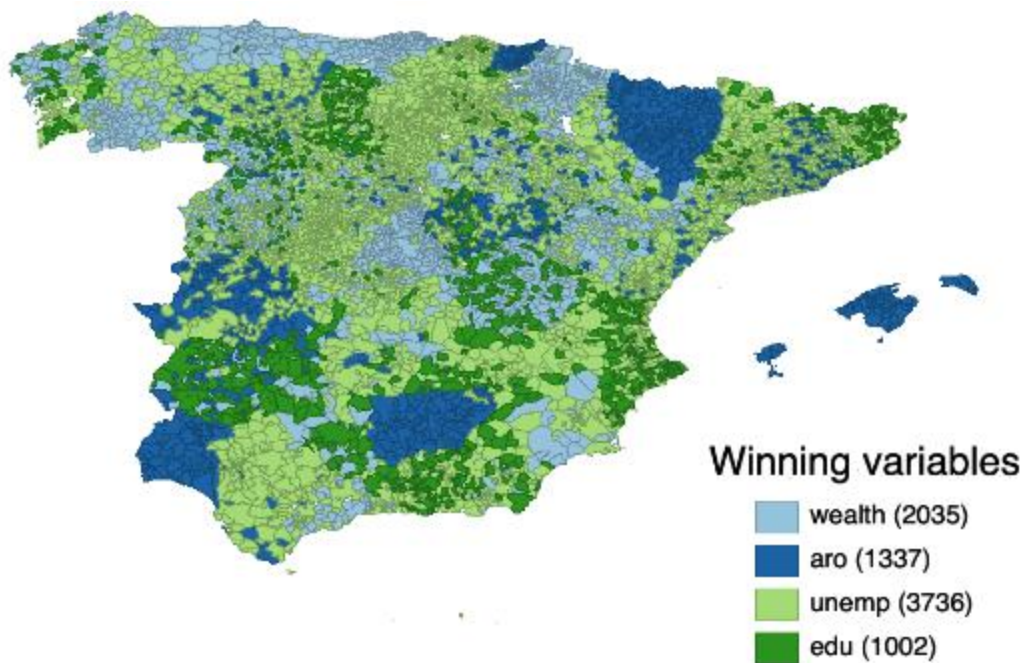 Winning variables
wealth (2035)
aro (1337)
unemp (3736)
edu (1002)